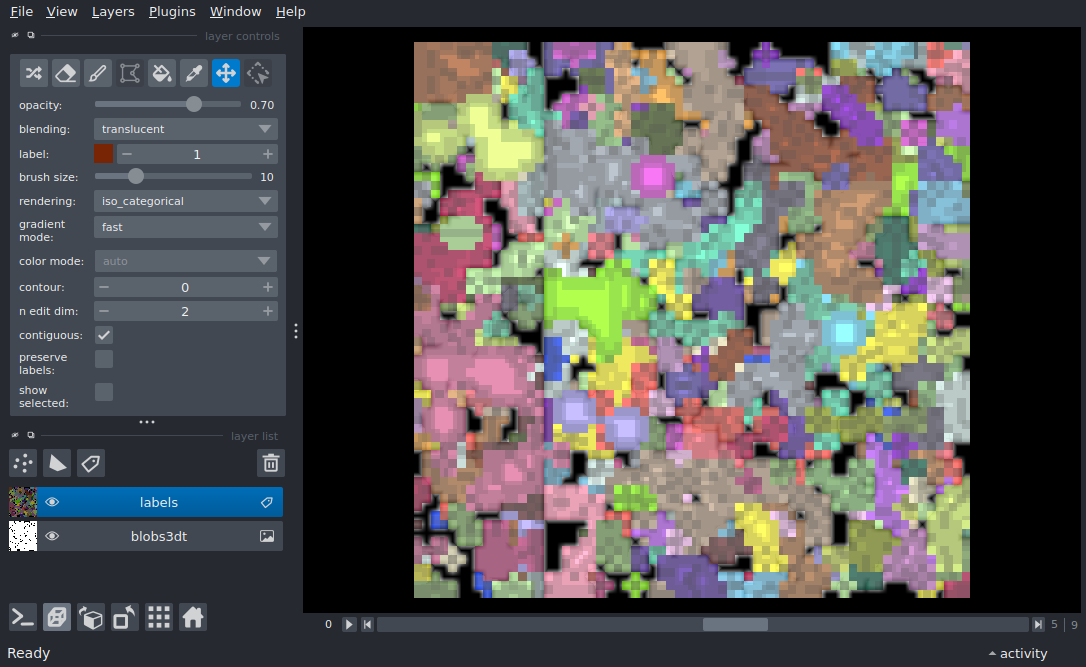 File View Layers Plugins Window Help
layer controls
opacity: 0.70
blending: translucent
label: 1
brush size: 10
rendering: iso_categorical
gradient
mode: fast
color mode: auto
contour: 0
n edit dim: 2
contiguous:
preserve
labels:
show
selected:
layer list
labels
blobs3dt
0 5 | 9
Ready activity